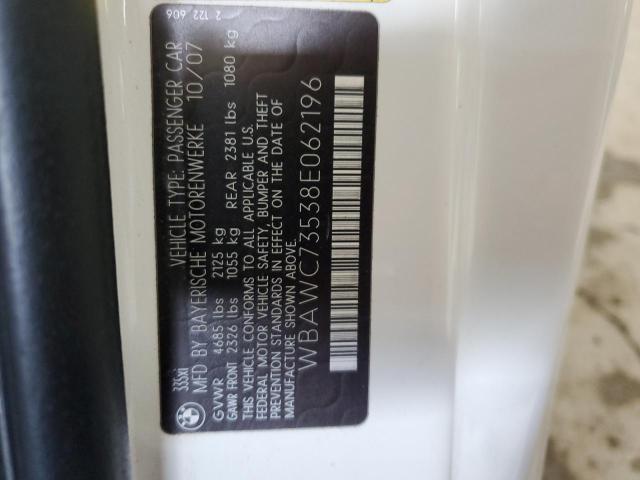 335XI
VEHICLE TYPE: PASSENGER CAR
2 122 606
MFD BY BAYERISCHE MOTORENWERKE 10/07
GVWR 4685 lbs 2125 kg
GAWR FRONT 2326 lbs 1055 kg REAR 2381 lbs 1080 kg
THIS VEHICLE CONFORMS TO ALL APPLICABLE U.S.
FEDERAL MOTOR VEHICLE SAFETY, BUMPER AND THEFT
PREVENTION STANDARDS IN EFFECT ON THE DATE OF
MANUFACTURE SHOWN ABOVE.
WBAWC73538E062196